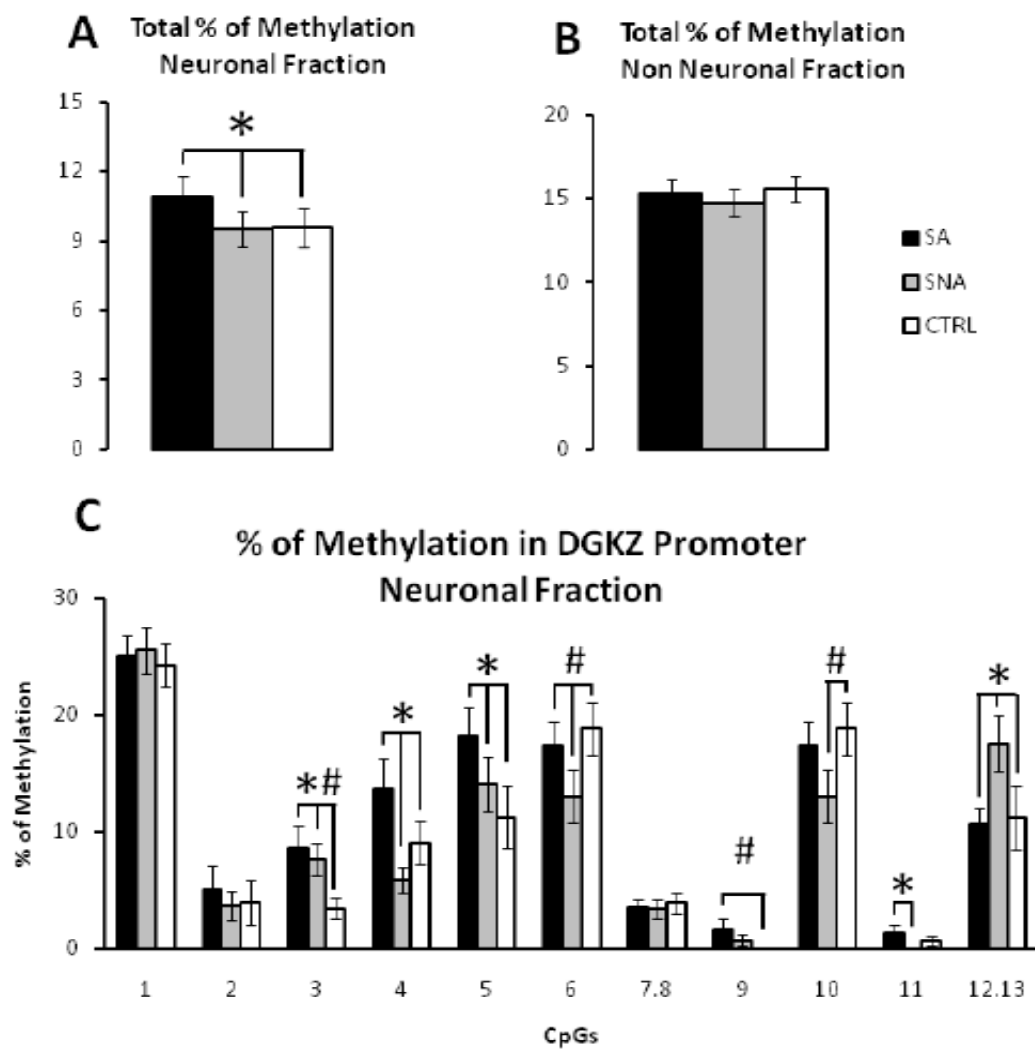 A
Total % of Methylation
Neuronal Fraction
15
12
9
6
3
0
*
B
Total % of Methylation
Non Neuronal Fraction
20
15
10
5
0
SA
SNA
CTRL
C
% of Methylation in DGKZ Promoter
Neuronal Fraction
% of Methylation
30
20
10
0
*# * * # # # * *
1 2 3 4 5 6 7.8 9 10 11 12.13
CpGs